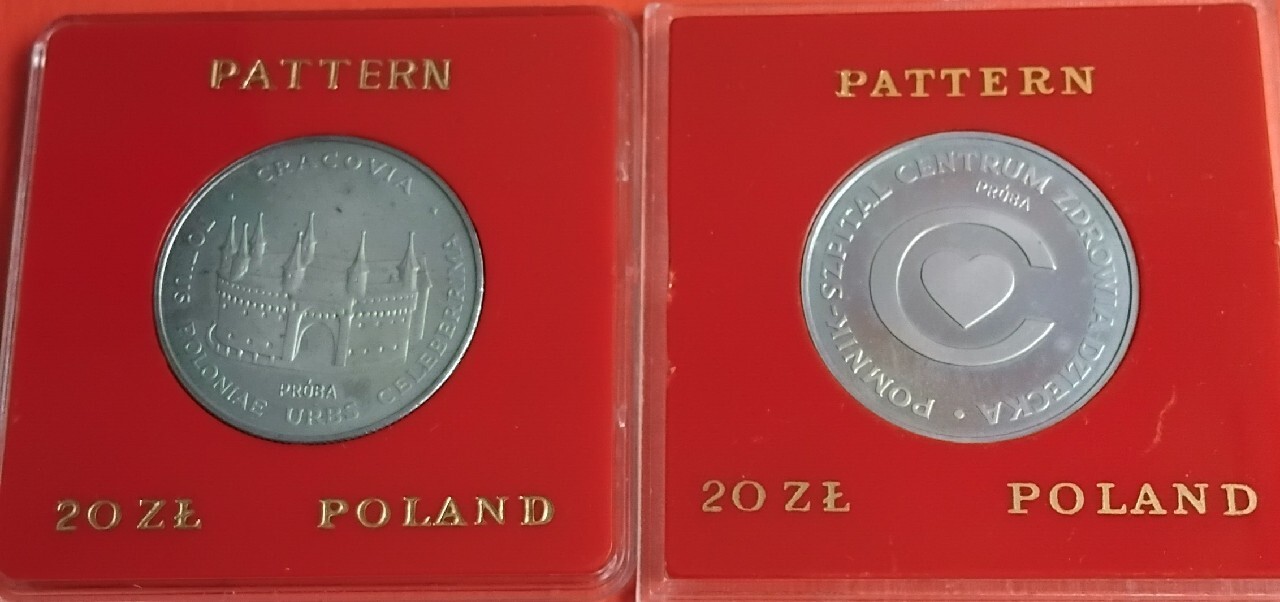 PATTERN
CRACOVIA · TOTIUS POLONIAE URBS CELEBERRIMA ·
PRÓBA
20 ZŁ POLAND
PATTERN
POMNIK-SZPITAL CENTRUM ZDROWIA DZIECKA ·
PRÓBA
20 ZŁ POLAND